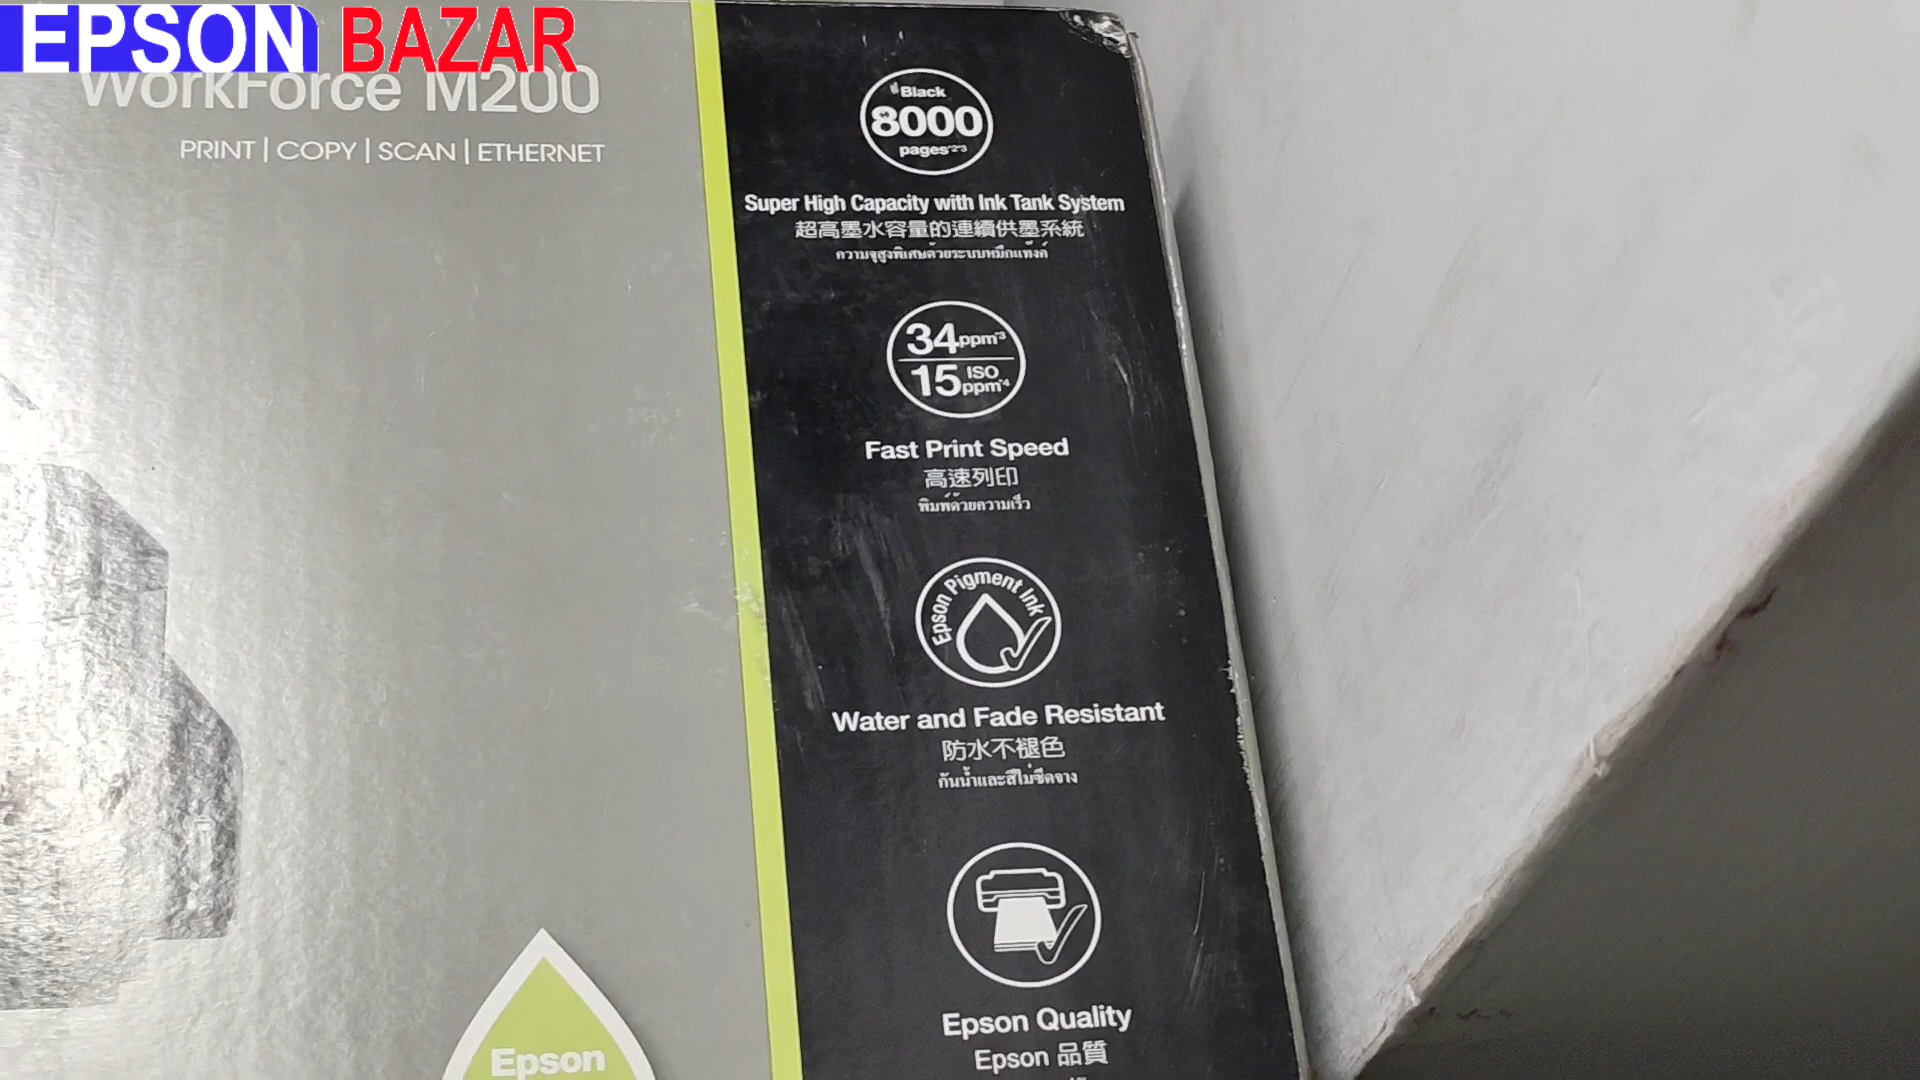 EPSON BAZAR
WorkForce M200
PRINT | COPY | SCAN | ETHERNET
Black
8000
pages*2*3
Super High Capacity with Ink Tank System
超高墨水容量的連續供墨系統
ความจุสูงพิเศษด้วยระบบหมึกแท้งค์
34ppm*3
15 ISO ppm*4
Fast Print Speed
高速列印
พิมพ์ด้วยความเร็ว
Epson Pigment Ink
Water and Fade Resistant
防水不褪色
กันน้ำและสีไม่ซีดจาง
Epson Quality
Epson 品質
Epson